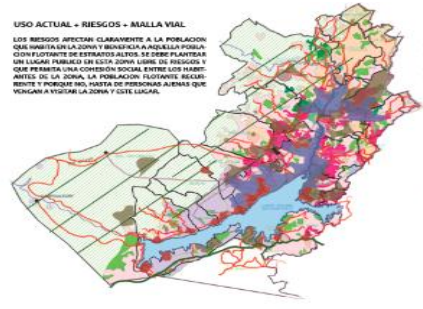 USO ACTUAL + RIESGOS + MALLA VIAL
LOS RIESGOS AFECTAN CLARAMENTE A LA POBLACION
QUE HABITA EN LA ZONA Y BENEFICIA A AQUELLA POBLA-
CION FLOTANTE DE ESTRATOS ALTOS. SE DEBE PLANTEAR
UN LUGAR PUBLICO EN ESTA ZONA LIBRE DE RIESGOS Y
QUE PERMITA UNA COHESIÓN SOCIAL ENTRE LOS HABIT-
ANTES DE LA ZONA, LA POBLACION FLOTANTE RECUR-
RENTE Y PORQUE NO, HASTA DE PERSONAS AJENAS QUE
VENGAN A VISITAR LA ZONA Y ESTE LUGAR.